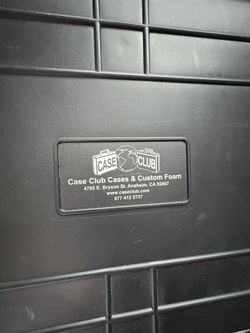 CASE CLUB
Case Club Cases & Custom Foam
4765 E. Bryson St. Anaheim, CA 92807
www.caseclub.com
877 412 2737